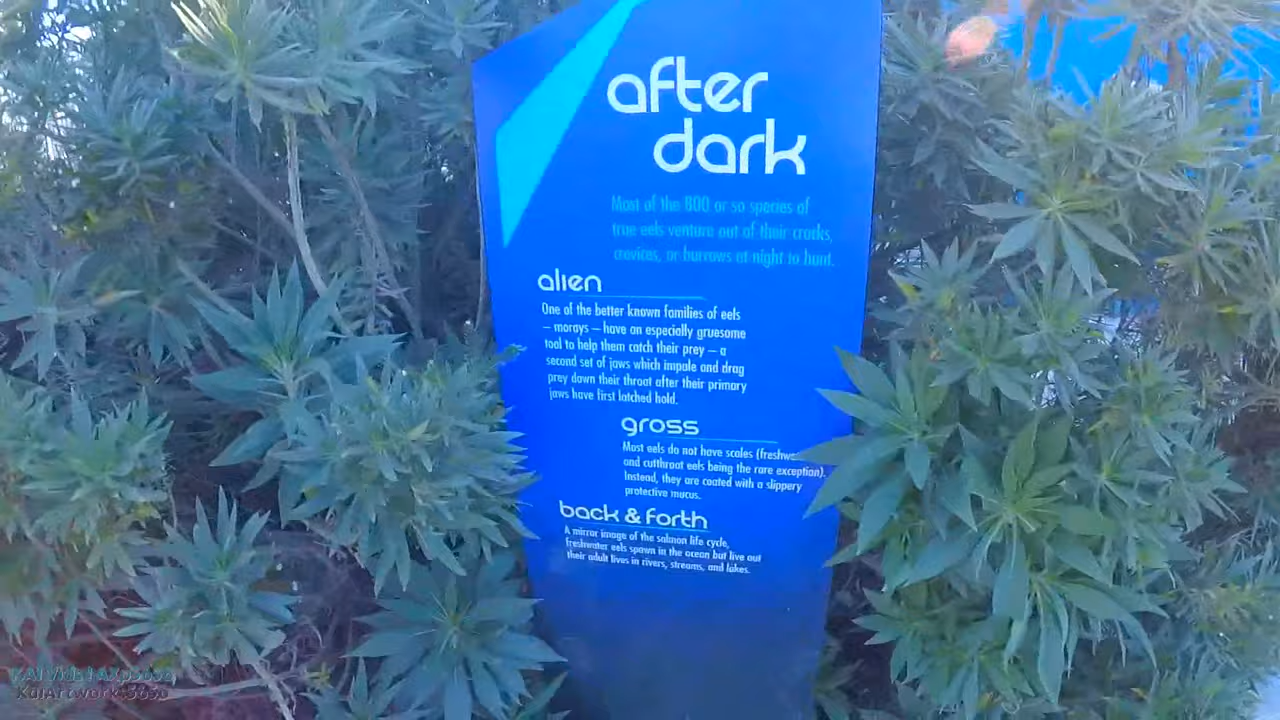 after
dark
Most of the 800 or so species of
true eels venture out of their cracks,
crevices, or burrows at night to hunt.
alien
One of the better known families of eels
– morays – have an especially gruesome
tool to help them catch their prey – a
second set of jaws which impale and drag
prey down their throat after their primary
jaws have first latched hold.
gross
Most eels do not have scales
and cutthroat eels being the rare exception).
Instead, they are coated with a slippery
protective mucus.
back & forth
A mirror image of the salmon life cycle,
freshwater eels spawn in the ocean but live out
their adult lives in rivers, streams, and lakes.